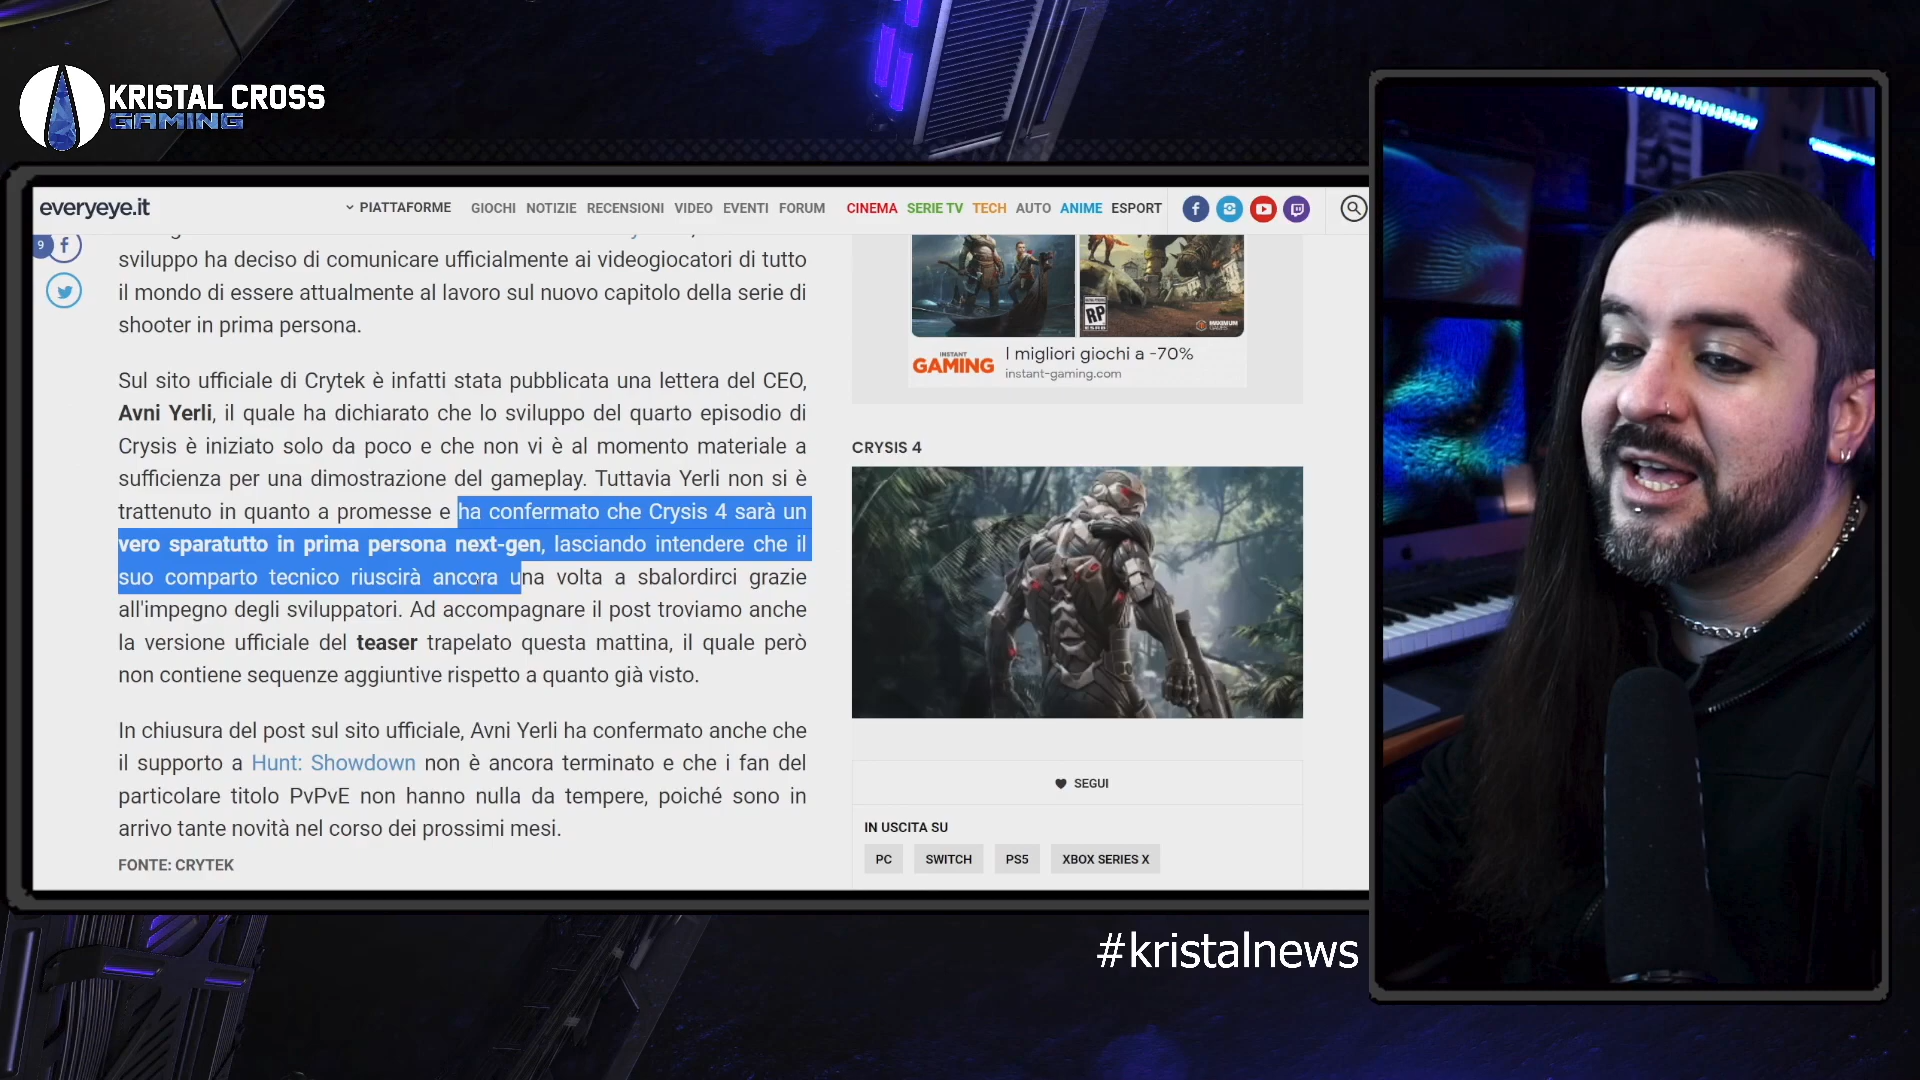 KRISTAL CROSS
GAMING
everyeye.it
PIATTAFORME GIOCHI NOTIZIE RECENSIONI VIDEO EVENTI FORUM CINEMA SERIE TV TECH AUTO ANIME ESPORT
9
sviluppo ha deciso di comunicare ufficialmente ai videogiocatori di tutto
il mondo di essere attualmente al lavoro sul nuovo capitolo della serie di
shooter in prima persona.
Sul sito ufficiale di Crytek è infatti stata pubblicata una lettera del CEO,
Avni Yerli, il quale ha dichiarato che lo sviluppo del quarto episodio di
Crysis è iniziato solo da poco e che non vi è al momento materiale a
sufficienza per una dimostrazione del gameplay. Tuttavia Yerli non si è
trattenuto in quanto a promesse e ha confermato che Crysis 4 sarà un
vero sparatutto in prima persona next-gen, lasciando intendere che il
suo comparto tecnico riuscirà ancora una volta a sbalordirci grazie
all'impegno degli sviluppatori. Ad accompagnare il post troviamo anche
la versione ufficiale del teaser trapelato questa mattina, il quale però
non contiene sequenze aggiuntive rispetto a quanto già visto.
In chiusura del post sul sito ufficiale, Avni Yerli ha confermato anche che
il supporto a Hunt: Showdown non è ancora terminato e che i fan del
particolare titolo PvPvE non hanno nulla da tempere, poiché sono in
arrivo tante novità nel corso dei prossimi mesi.
FONTE: CRYTEK
RP
MAXIMUM
GAMES
INSTANT
GAMING
I migliori giochi a -70%
instant-gaming.com
CRYSIS 4
SEGUI
IN USCITA SU
PC SWITCH PS5 XBOX SERIES X
#kristalnews